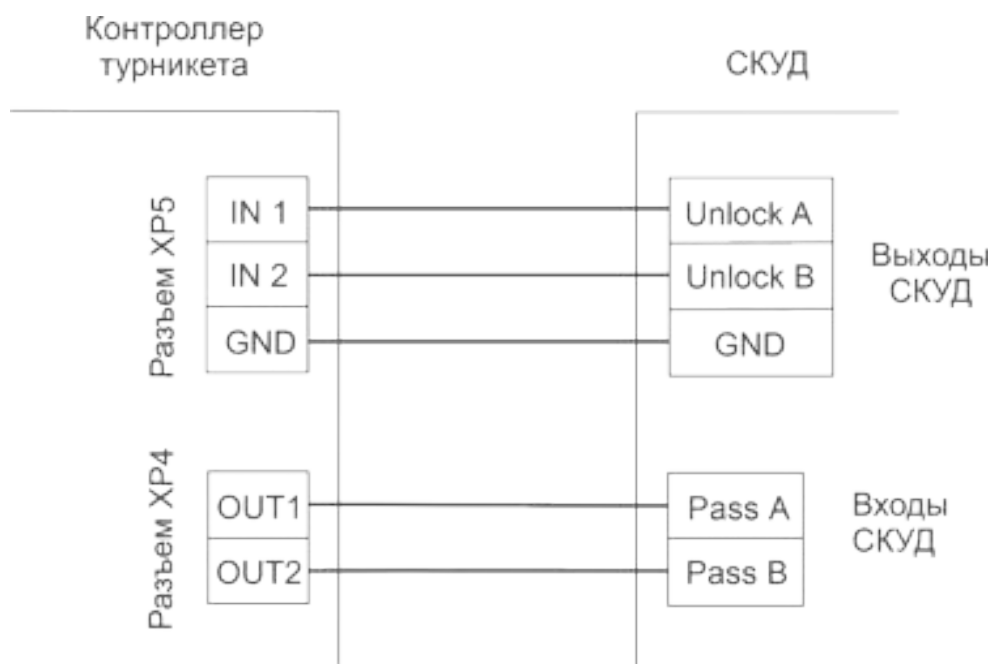 Контроллер
турникета
СКУД
Разъем XP5
IN 1
Unlock A
IN 2
Unlock B
GND
GND
Выходы
СКУД
Разъем XP4
OUT1
Pass A
OUT2
Pass B
Входы
СКУД